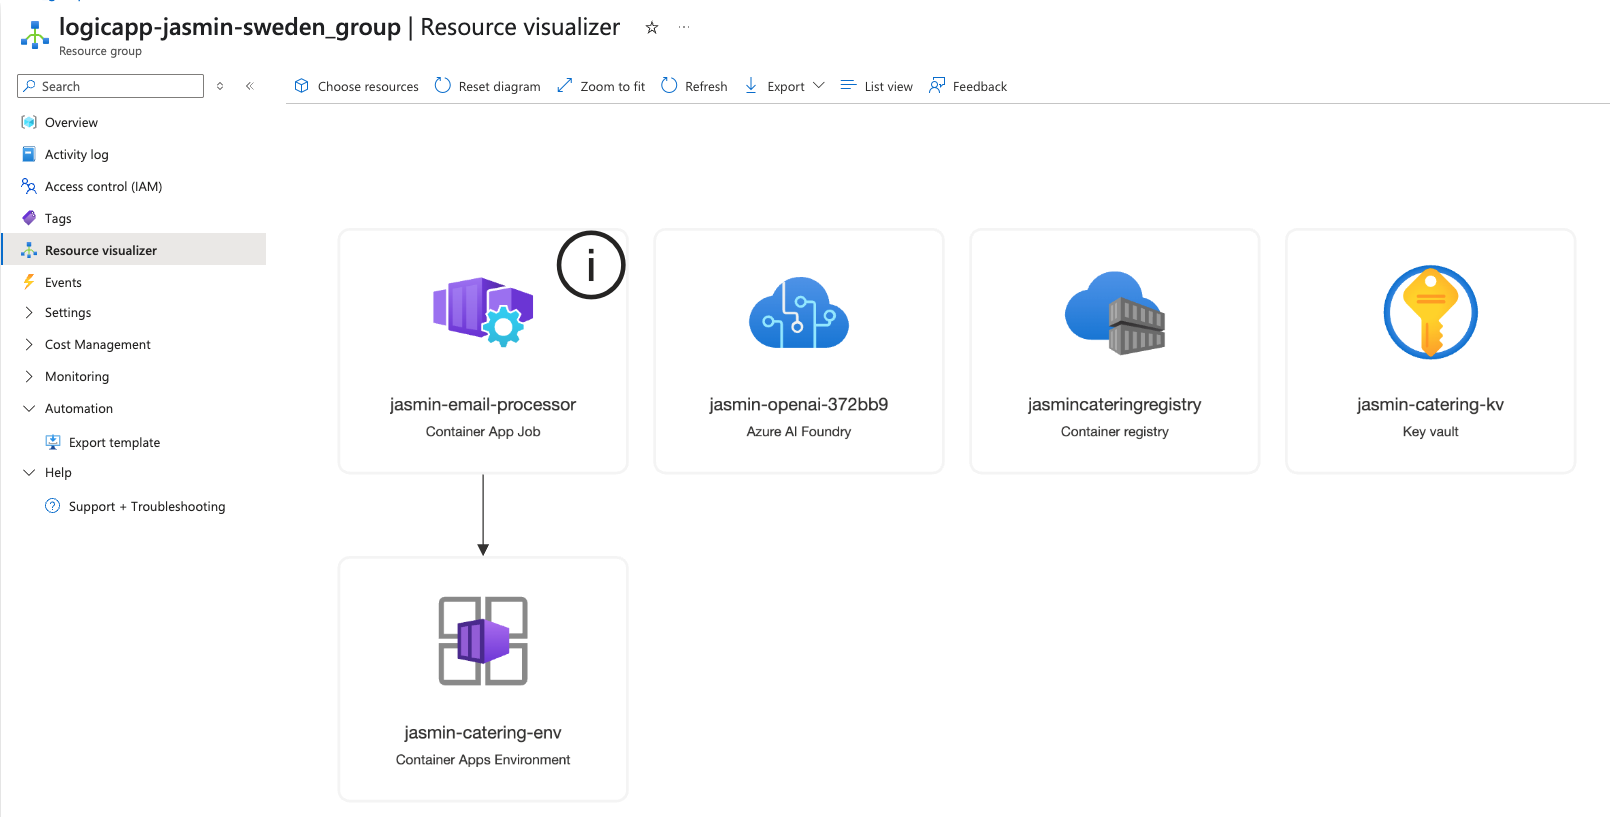 logicapp-jasmin-sweden_group | Resource visualizer
Resource group
Search
Choose resources
Reset diagram
Zoom to fit
Refresh
Export
List view
Feedback
Overview
Activity log
Access control (IAM)
Tags
Resource visualizer
Events
Settings
Cost Management
Monitoring
Automation
Export template
Help
Support + Troubleshooting
i
jasmin-email-processor
Container App Job
jasmin-openai-372bb9
Azure AI Foundry
jasmincateringregistry
Container registry
jasmin-catering-kv
Key vault
jasmin-catering-env
Container Apps Environment